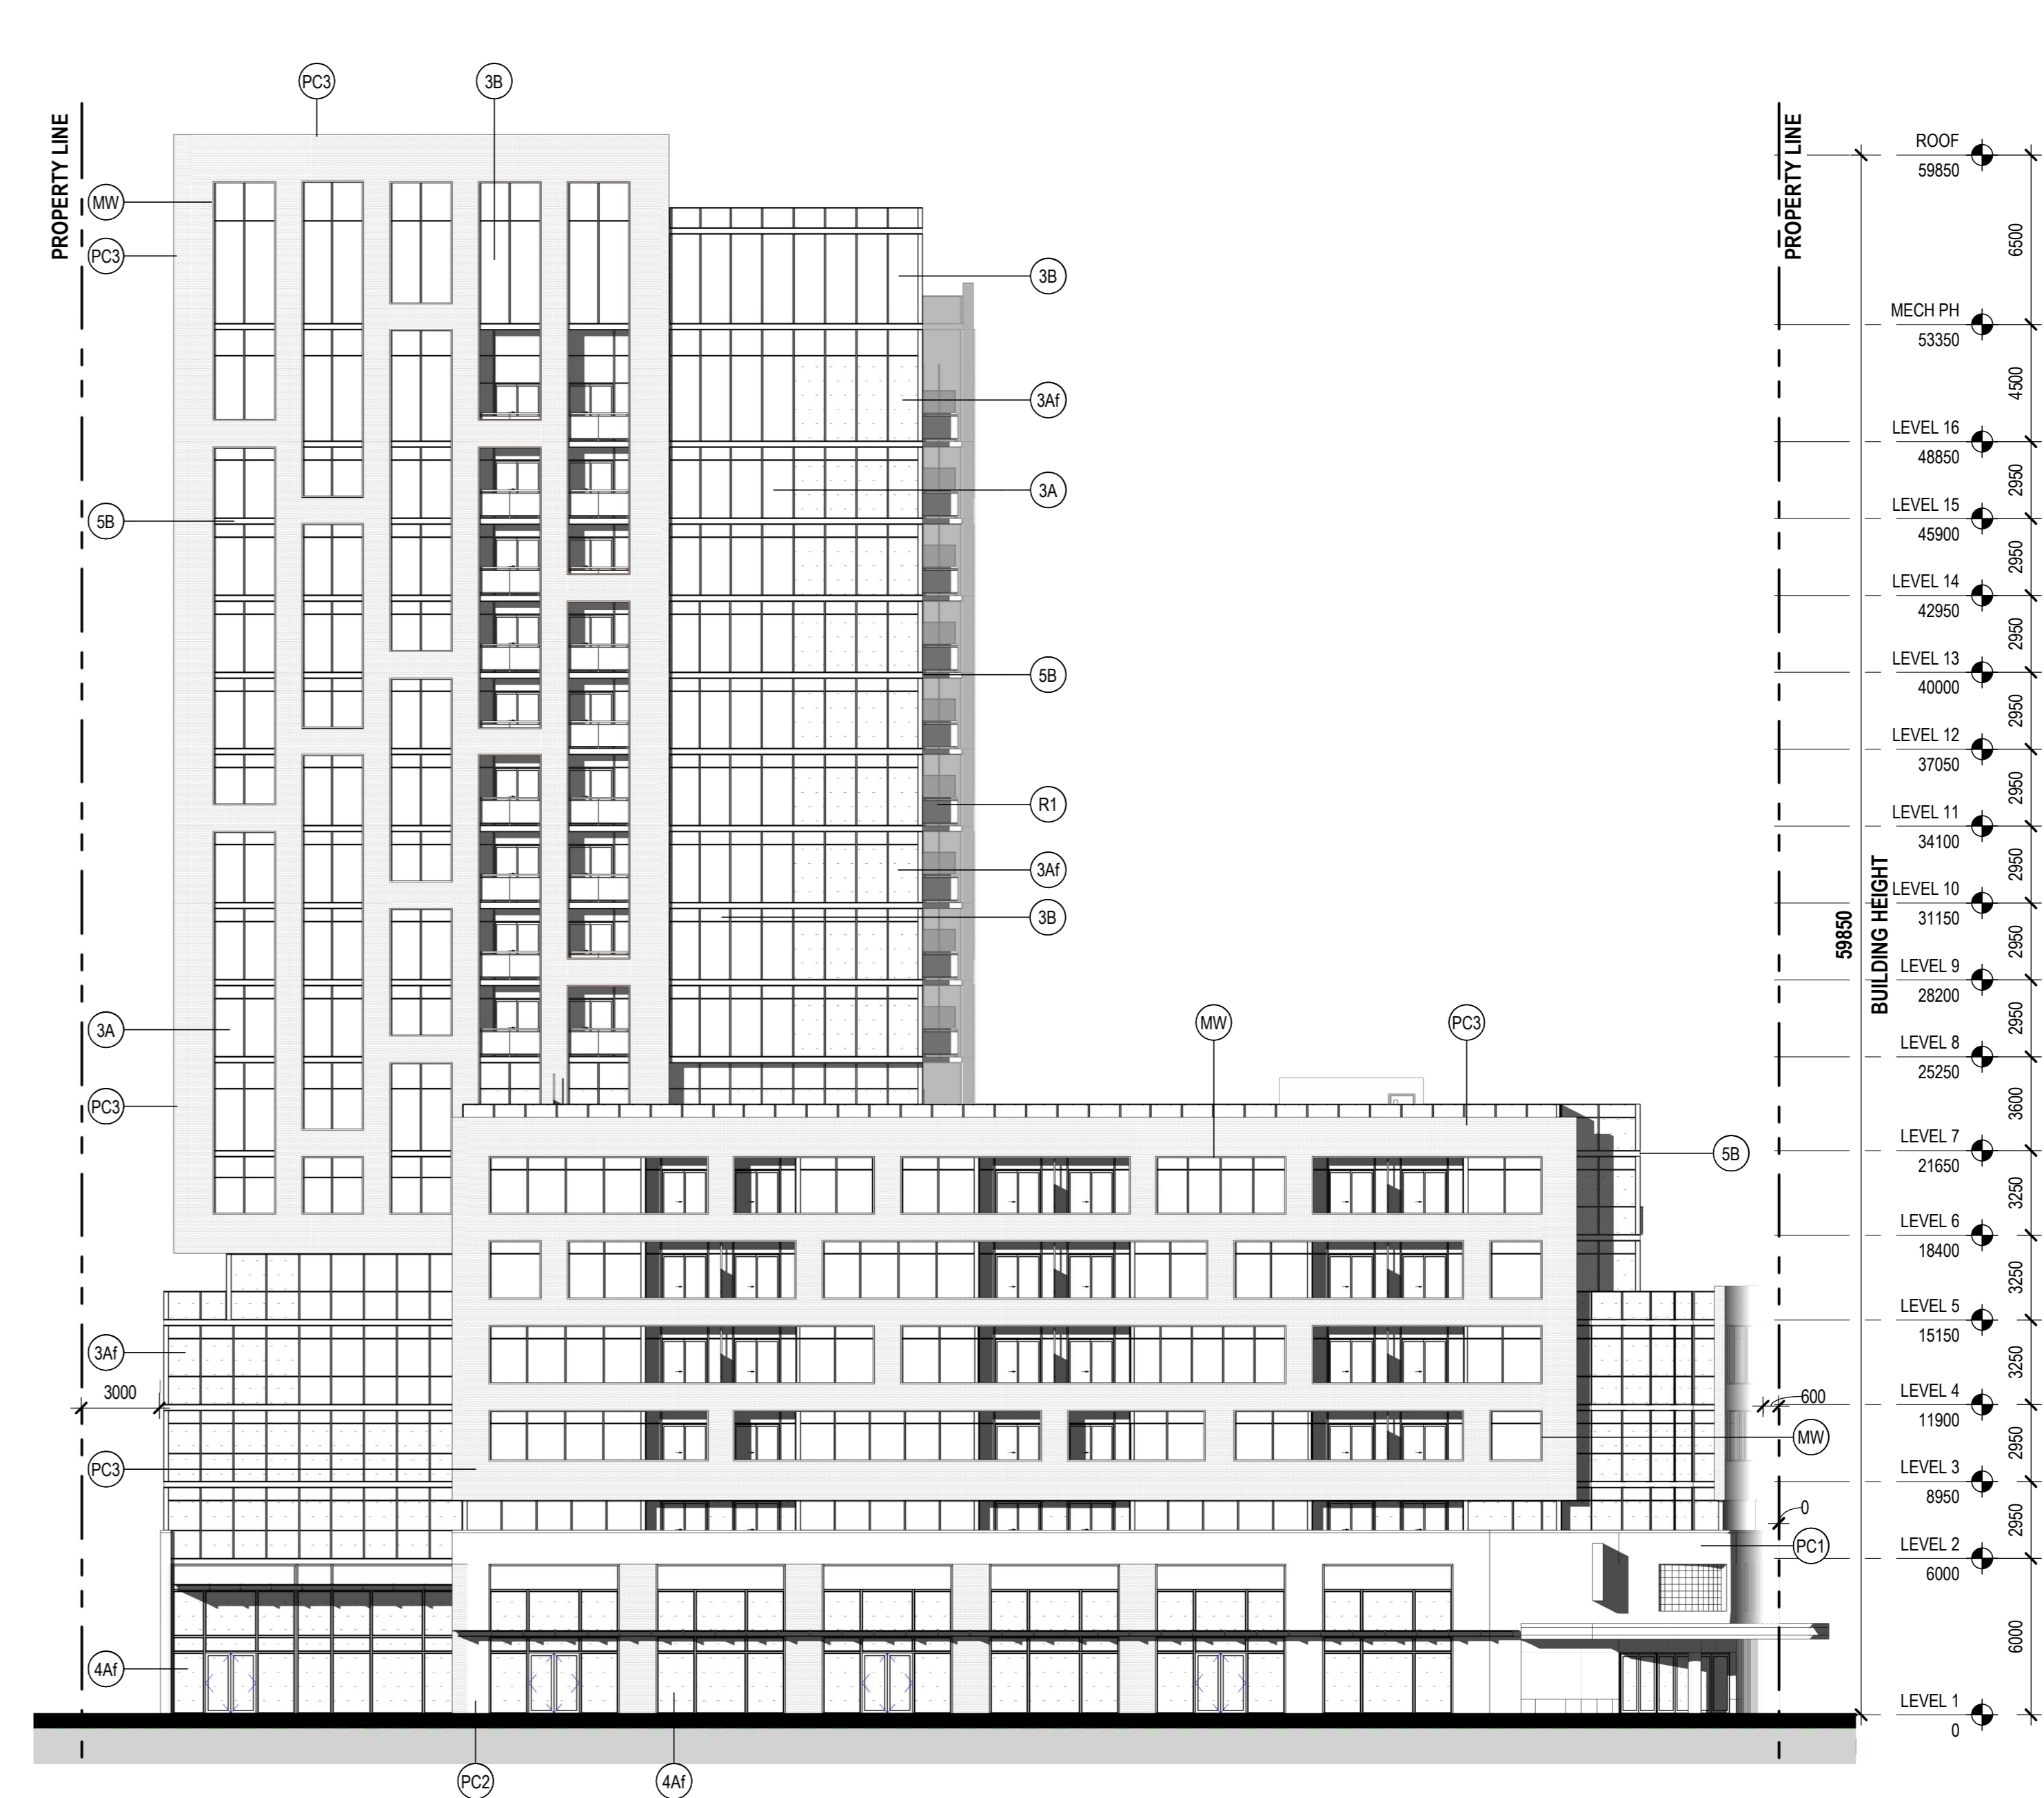 PC3
3B
PROPERTY LINE
MW
PC3
5B
3A
PC3
3Af
3000
PC3
4Af
PC2
4Af
3B
3Af
3A
5B
R1
3Af
3B
MW
PC3
5B
600
MW
0
PC1
PROPERTY LINE
59850
BUILDING HEIGHT
ROOF
59850
6500
MECH PH
53350
4500
LEVEL 16
48850
2950
LEVEL 15
45900
2950
LEVEL 14
42950
2950
LEVEL 13
40000
2950
LEVEL 12
37050
2950
LEVEL 11
34100
2950
LEVEL 10
31150
2950
LEVEL 9
28200
2950
LEVEL 8
25250
3600
LEVEL 7
21650
3250
LEVEL 6
18400
3250
LEVEL 5
15150
3250
LEVEL 4
11900
2950
LEVEL 3
8950
2950
LEVEL 2
6000
6000
LEVEL 1
0